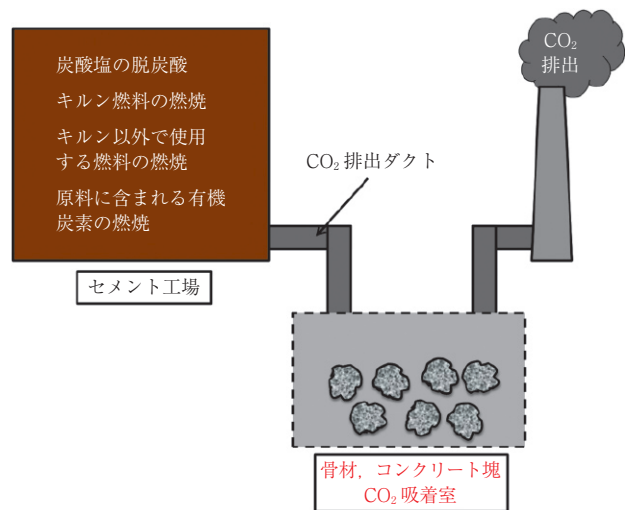 炭酸塩の脱炭酸
キルン燃料の燃焼
キルン以外で使用
する燃料の燃焼
原料に含まれる有機
炭素の燃焼
セメント工場
CO₂ 排出ダクト
CO₂
排出
骨材，コンクリート塊
CO₂ 吸着室